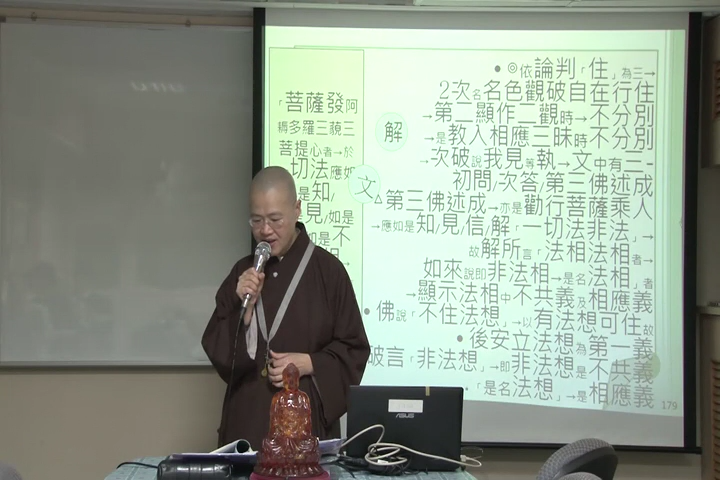 「菩薩發阿
耨多羅三藐三
菩提心者→於
一切法應如
是知/
見/如是
如是不
解
文
•◎依論判「住」為三→
2次名名色觀破自在行住
→第二顯作二觀時→不分別
→是教入相應三昧時不分別
→次破說我見等執→文中有二-
初問/次答/第三佛述成
△第三佛述成→亦是勸行菩薩乘人
→應如是知/見/信/解「一切法非法」→
故解所言「法相法相者→
如來說即非法相→是名法相」者
→顯示法相中不共義及相應義
•佛說「不住法想」→以有法想可住故
•後安立法想為第一義
破言「非法想」→即非法想是不共義
•「是名法想」→是相應義
179
ASUS